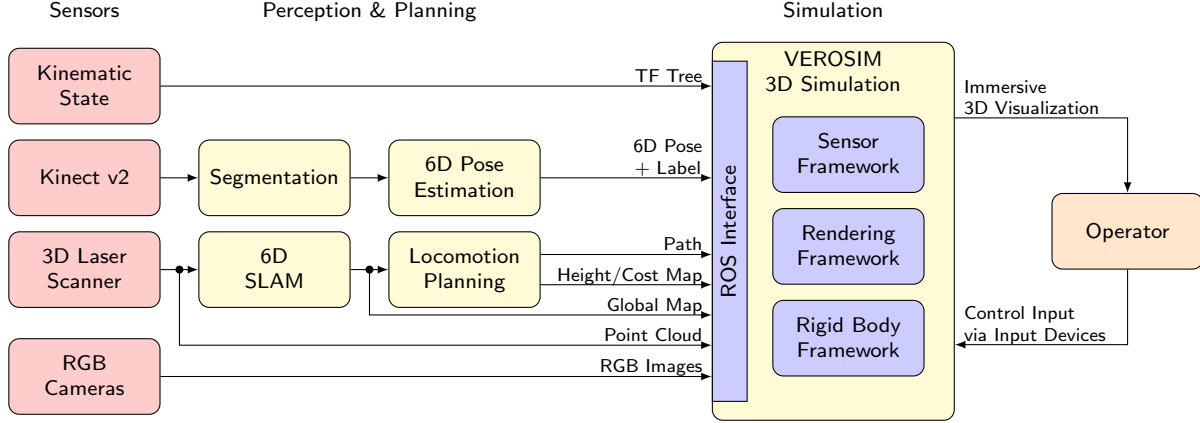 Sensors
Perception & Planning
Simulation
Kinematic
State
TF Tree
VEROSIM
3D Simulation
Immersive
3D Visualization
Kinect v2
Segmentation
6D Pose
Estimation
6D Pose
+ Label
ROS Interface
Sensor
Framework
3D Laser
Scanner
6D
SLAM
Locomotion
Planning
Path
Height/Cost Map
Global Map
Point Cloud
Rendering
Framework
Operator
RGB
Cameras
RGB Images
Rigid Body
Framework
Control Input
via Input Devices